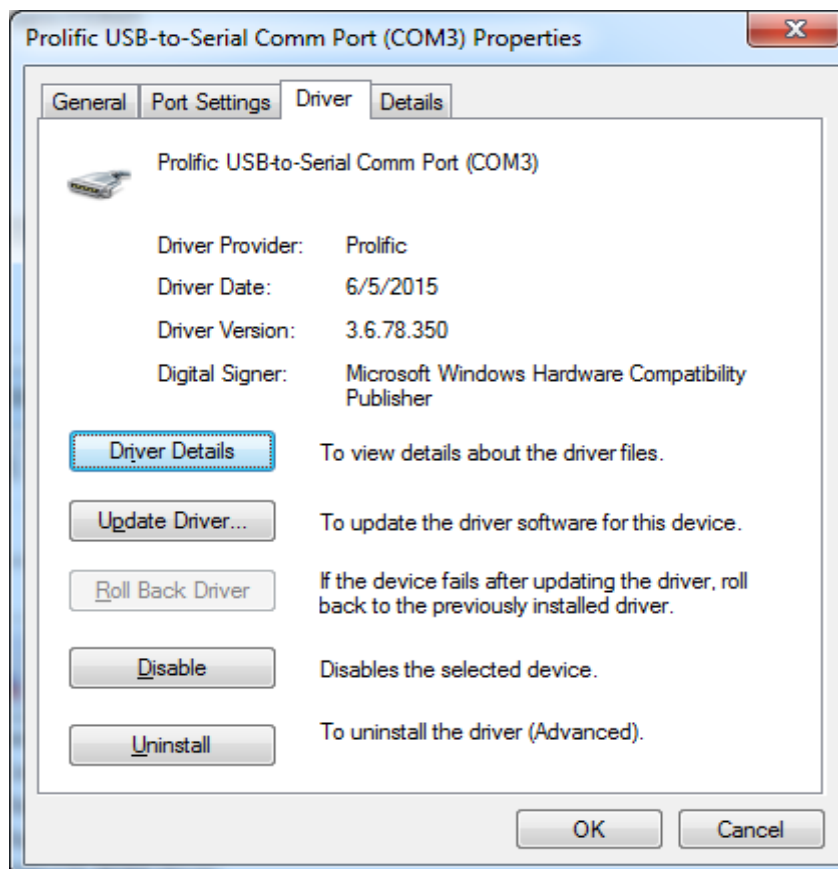 Prolific USB-to-Serial Comm Port (COM3) Properties
General Port Settings Driver Details
Prolific USB-to-Serial Comm Port (COM3)
Driver Provider: Prolific
Driver Date: 6/5/2015
Driver Version: 3.6.78.350
Digital Signer: Microsoft Windows Hardware Compatibility
Publisher
Driver Details To view details about the driver files.
Update Driver... To update the driver software for this device.
Roll Back Driver If the device fails after updating the driver, roll
back to the previously installed driver.
Disable Disables the selected device.
Uninstall To uninstall the driver (Advanced).
OK Cancel